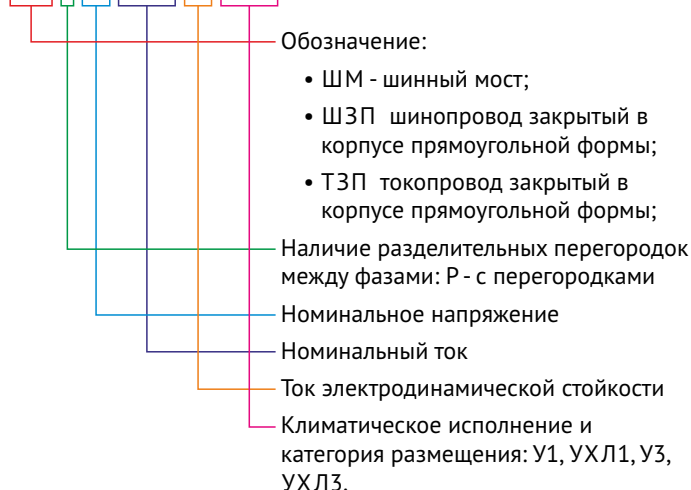 Обозначение:
• ШМ - шинный мост;
• ШЗП шинопровод закрытый в
корпусе прямоугольной формы;
• ТЗП токопровод закрытый в
корпусе прямоугольной формы;
Наличие разделительных перегородок
между фазами: Р - с перегородками
Номинальное напряжение
Номинальный ток
Ток электродинамической стойкости
Климатическое исполнение и
категория размещения: У1, УХЛ1, У3,
УХЛ3.